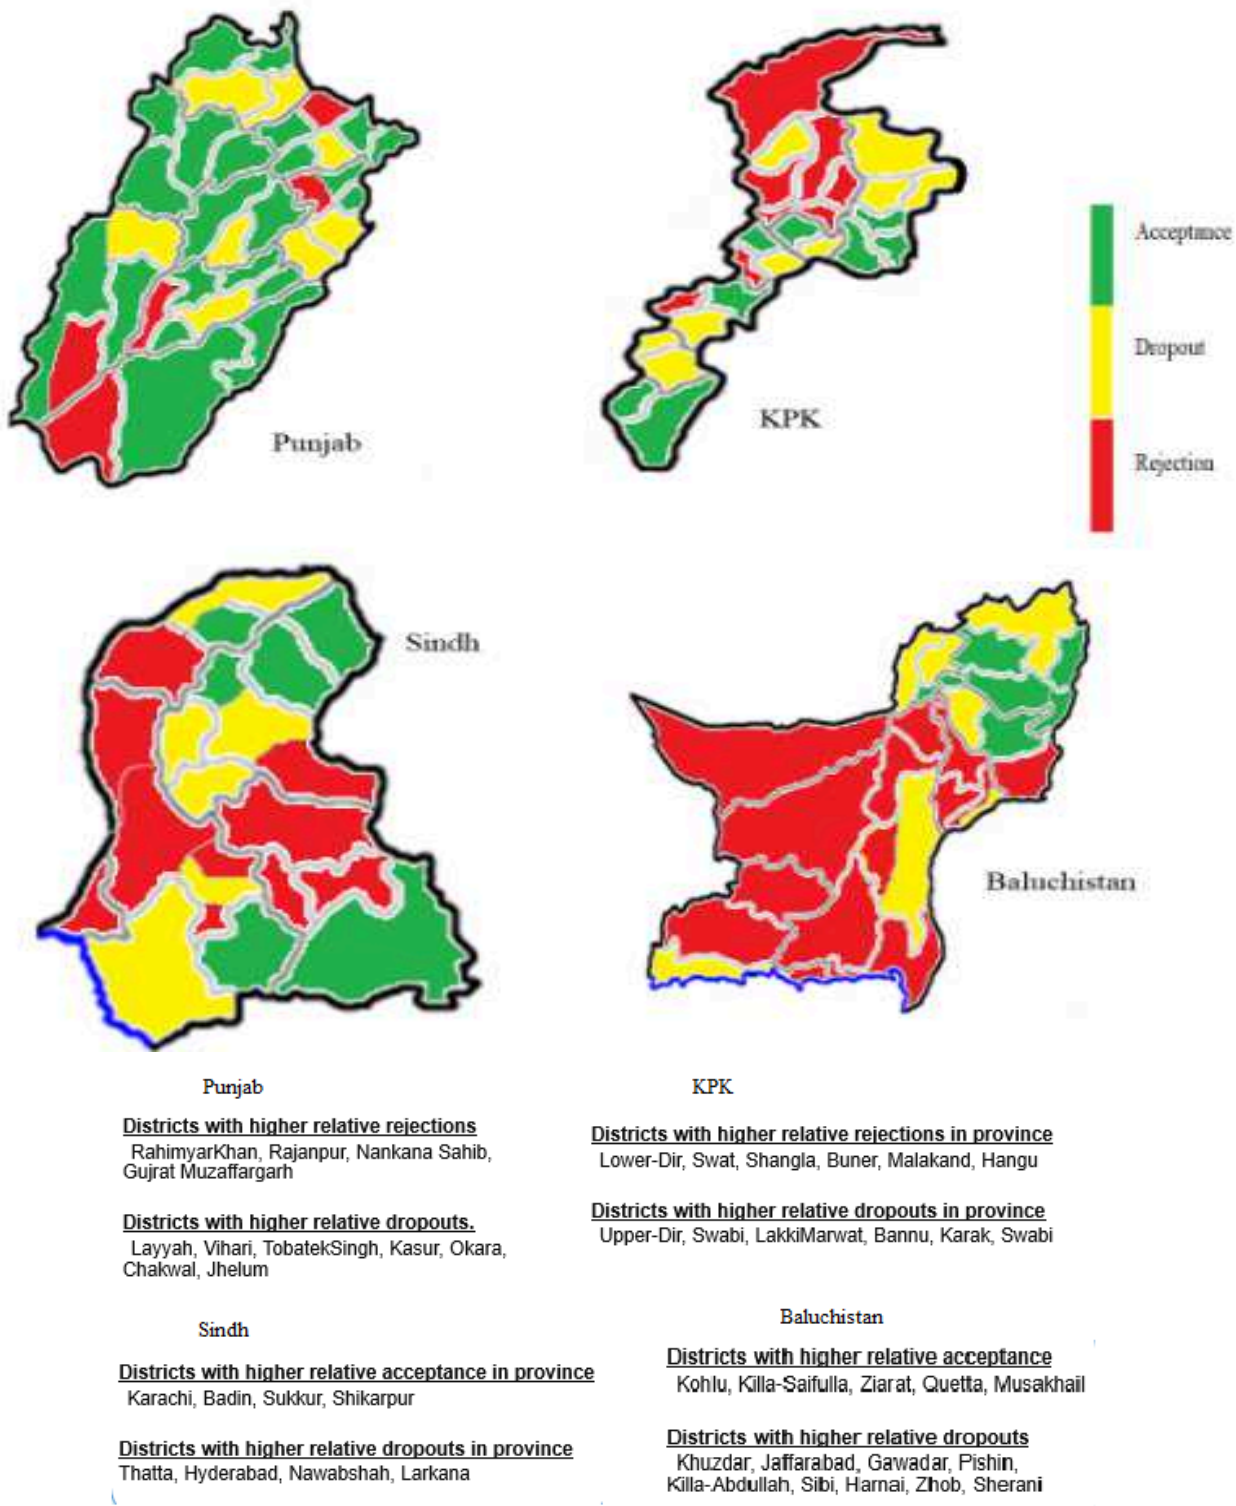 Punjab
KPK
Acceptance
Dropout
Rejection
Sindh
Baluchistan
Punjab
Districts with higher relative rejections
RahimyarKhan, Rajanpur, Nankana Sahib,
Gujrat Muzaffargarh
Districts with higher relative dropouts.
Layyah, Vihari, TobatekSingh, Kasur, Okara,
Chakwal, Jhelum
KPK
Districts with higher relative rejections in province
Lower-Dir, Swat, Shangla, Buner, Malakand, Hangu
Districts with higher relative dropouts in province
Upper-Dir, Swabi, LakkiMarwat, Bannu, Karak, Swabi
Sindh
Districts with higher relative acceptance in province
Karachi, Badin, Sukkur, Shikarpur
Districts with higher relative dropouts in province
Thatta, Hyderabad, Nawabshah, Larkana
Baluchistan
Districts with higher relative acceptance
Kohlu, Killa-Saifulla, Ziarat, Quetta, Musakhail
Districts with higher relative dropouts
Khuzdar, Jaffarabad, Gawadar, Pishin,
Killa-Abdullah, Sibi, Harnai, Zhob, Sherani